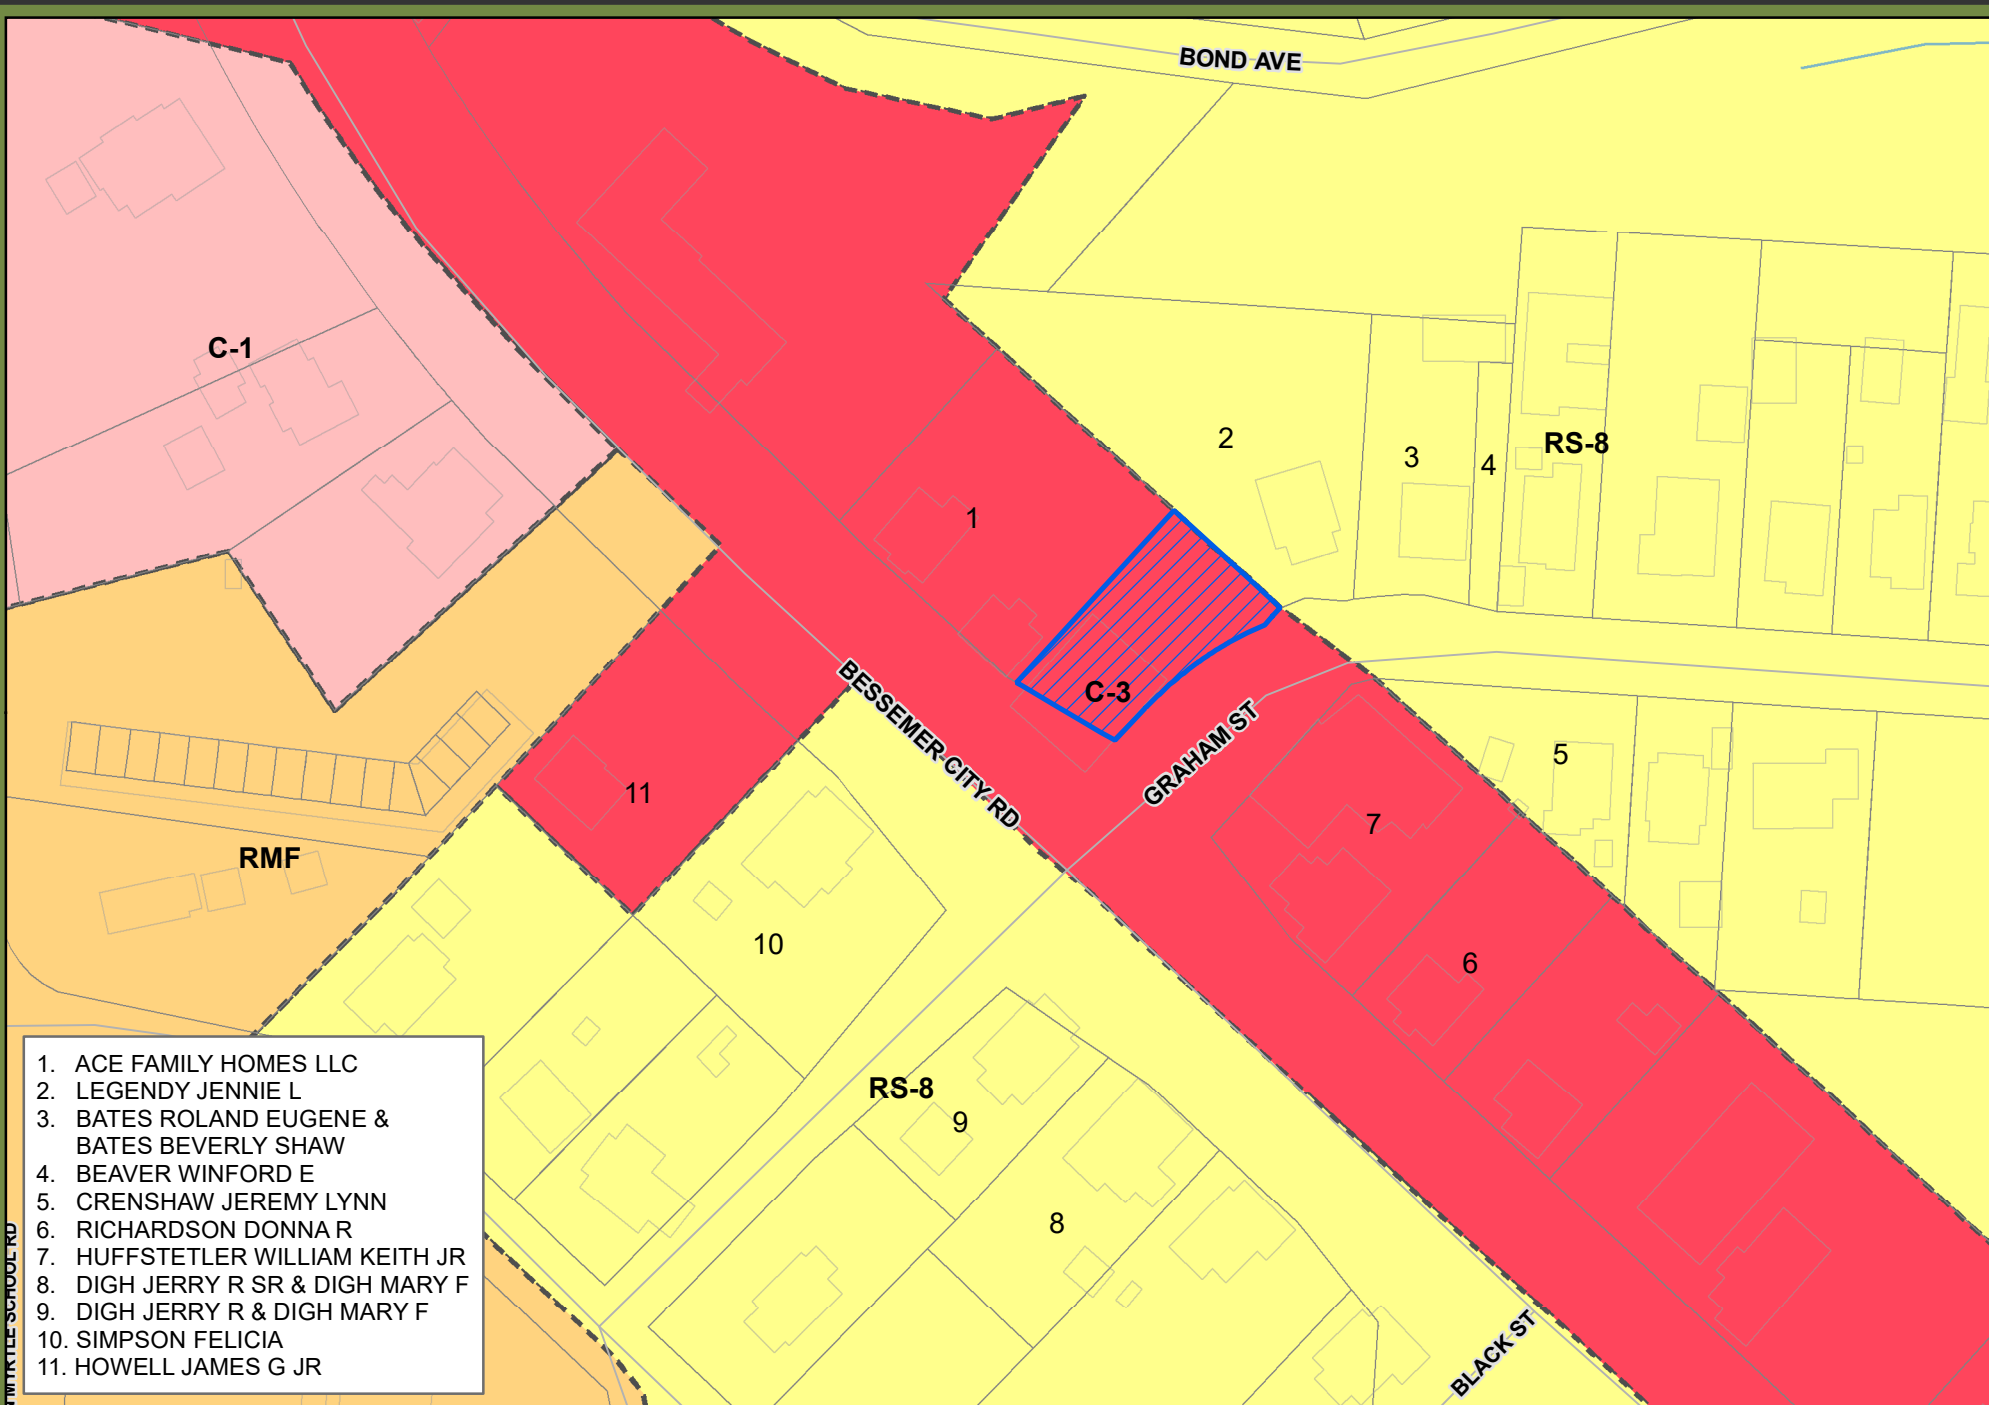 BOND AVE
C-1
2
3
4
RS-8
1
C-3
BESSEMER CITY RD
GRAHAM ST
5
11
7
RMF
10
6
RS-8
9
8
BLACK ST
MYRTLE SCHOOL RD
1. ACE FAMILY HOMES LLC
2. LEGENDY JENNIE L
3. BATES ROLAND EUGENE &
BATES BEVERLY SHAW
4. BEAVER WINFORD E
5. CRENSHAW JEREMY LYNN
6. RICHARDSON DONNA R
7. HUFFSTETLER WILLIAM KEITH JR
8. DIGH JERRY R SR & DIGH MARY F
9. DIGH JERRY R & DIGH MARY F
10. SIMPSON FELICIA
11. HOWELL JAMES G JR